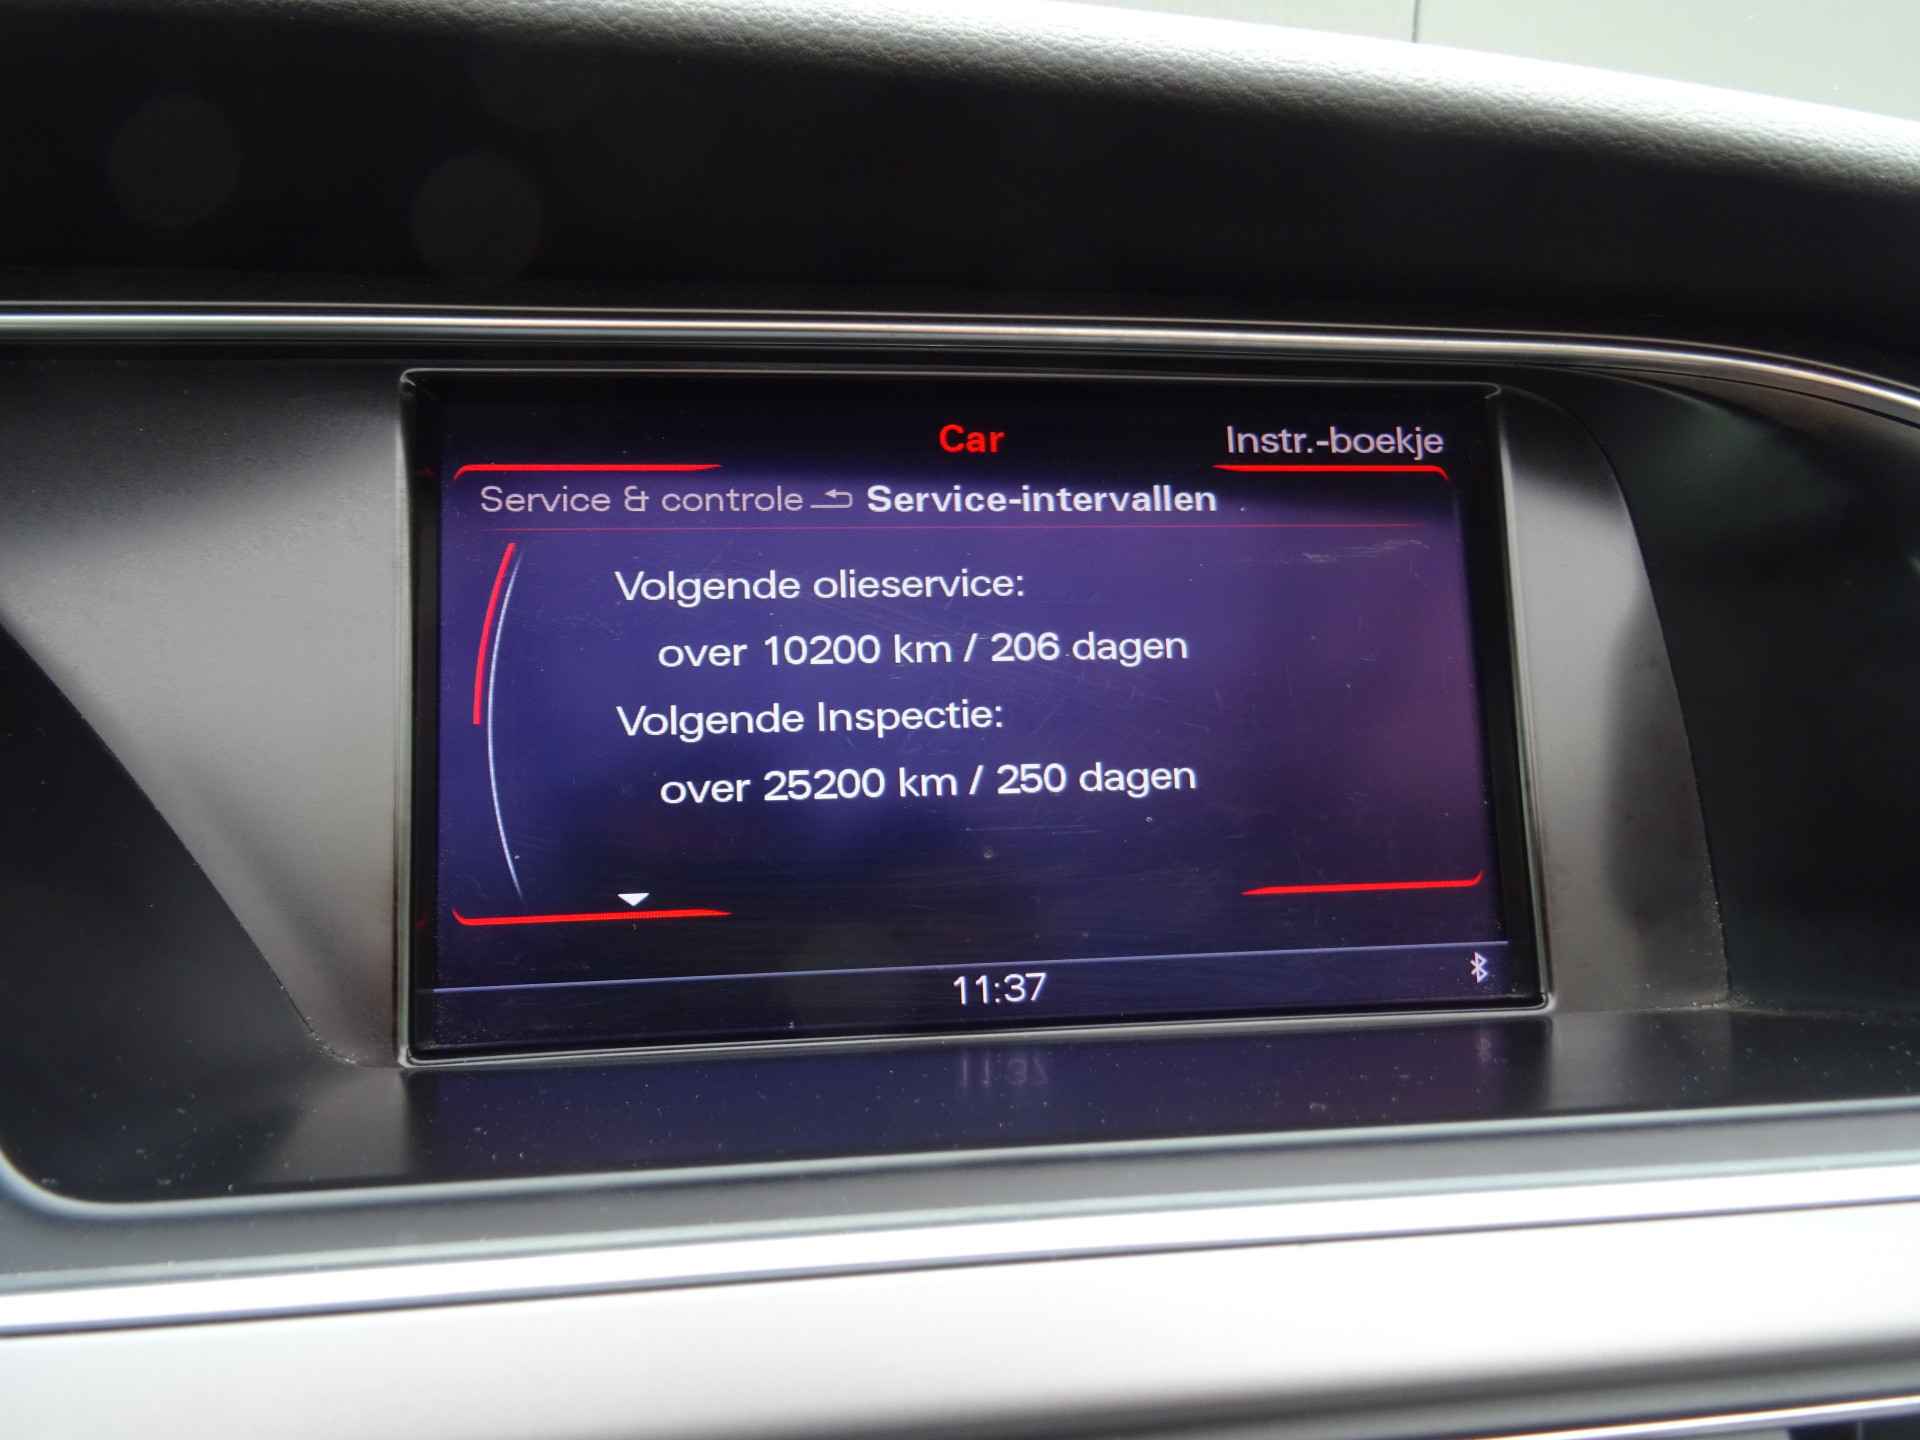 Car Instr.-boekje
Service & controle Service-intervallen
Volgende olieservice:
over 10200 km / 206 dagen
Volgende Inspectie:
over 25200 km / 250 dagen
11:37